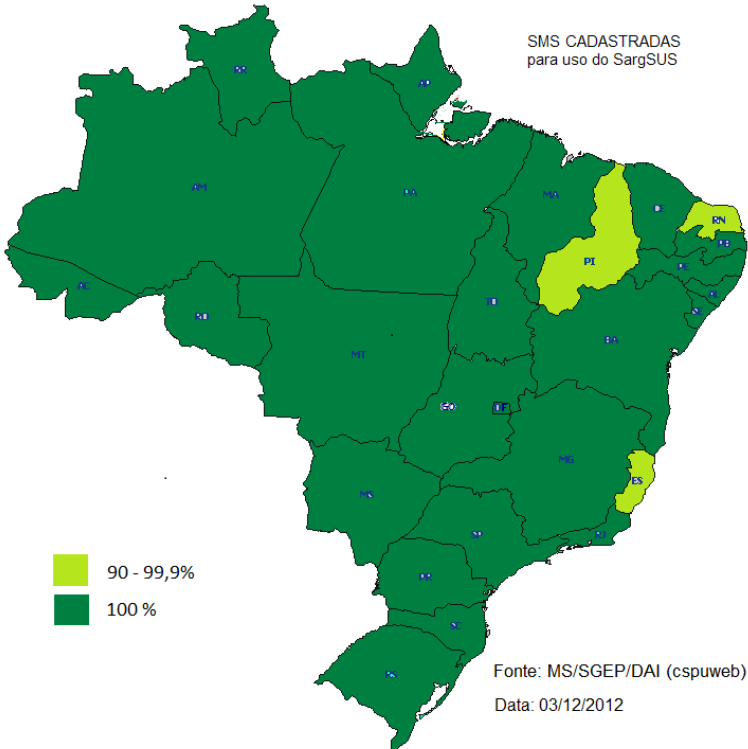 SMS CADASTRADAS
para uso do SargSUS
RR
AP
AM
PA
MA
CE
RN
PB
PI
PE
AC
AL
TO
SE
RO
BA
MT
GO
DF
MG
ES
MS
SP
RJ
PR
90 - 99,9%
100 %
SC
RS
Fonte: MS/SGEP/DAI (cspuweb)
Data: 03/12/2012